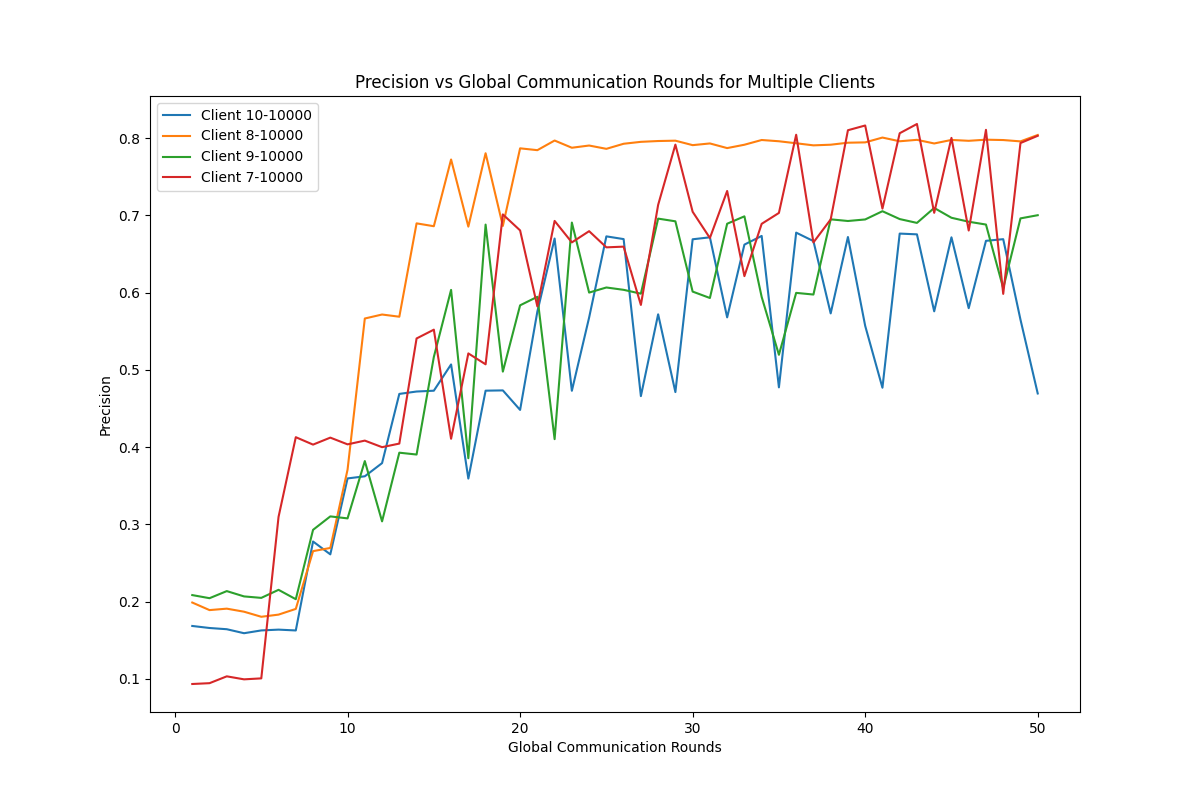 Precision vs Global Communication Rounds for Multiple Clients
Client 10-10000
Client 8-10000
Client 9-10000
Client 7-10000
0.8
0.7
0.6
0.5
0.4
0.3
0.2
0.1
Precision
0 10 20 30 40 50
Global Communication Rounds